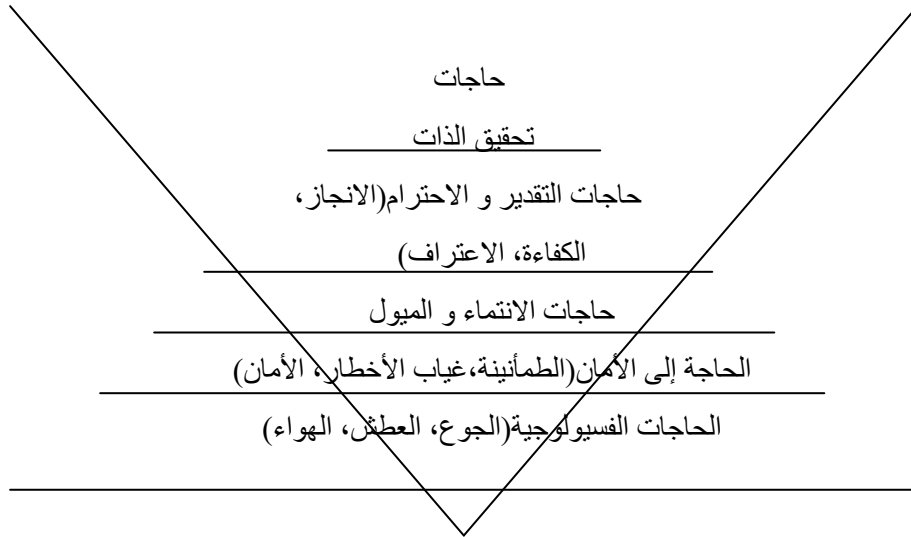 حاجات
تحقيق الذات
حاجات التقدير و الاحترام(الانجاز،
الكفاءة، الاعتراف)
حاجات الانتماء و الميول
الحاجة إلى الأمان(الطمأنينة،غياب الأخطار، الأمان)
الحاجات الفسيولوجية(الجوع، العطش، الهواء)